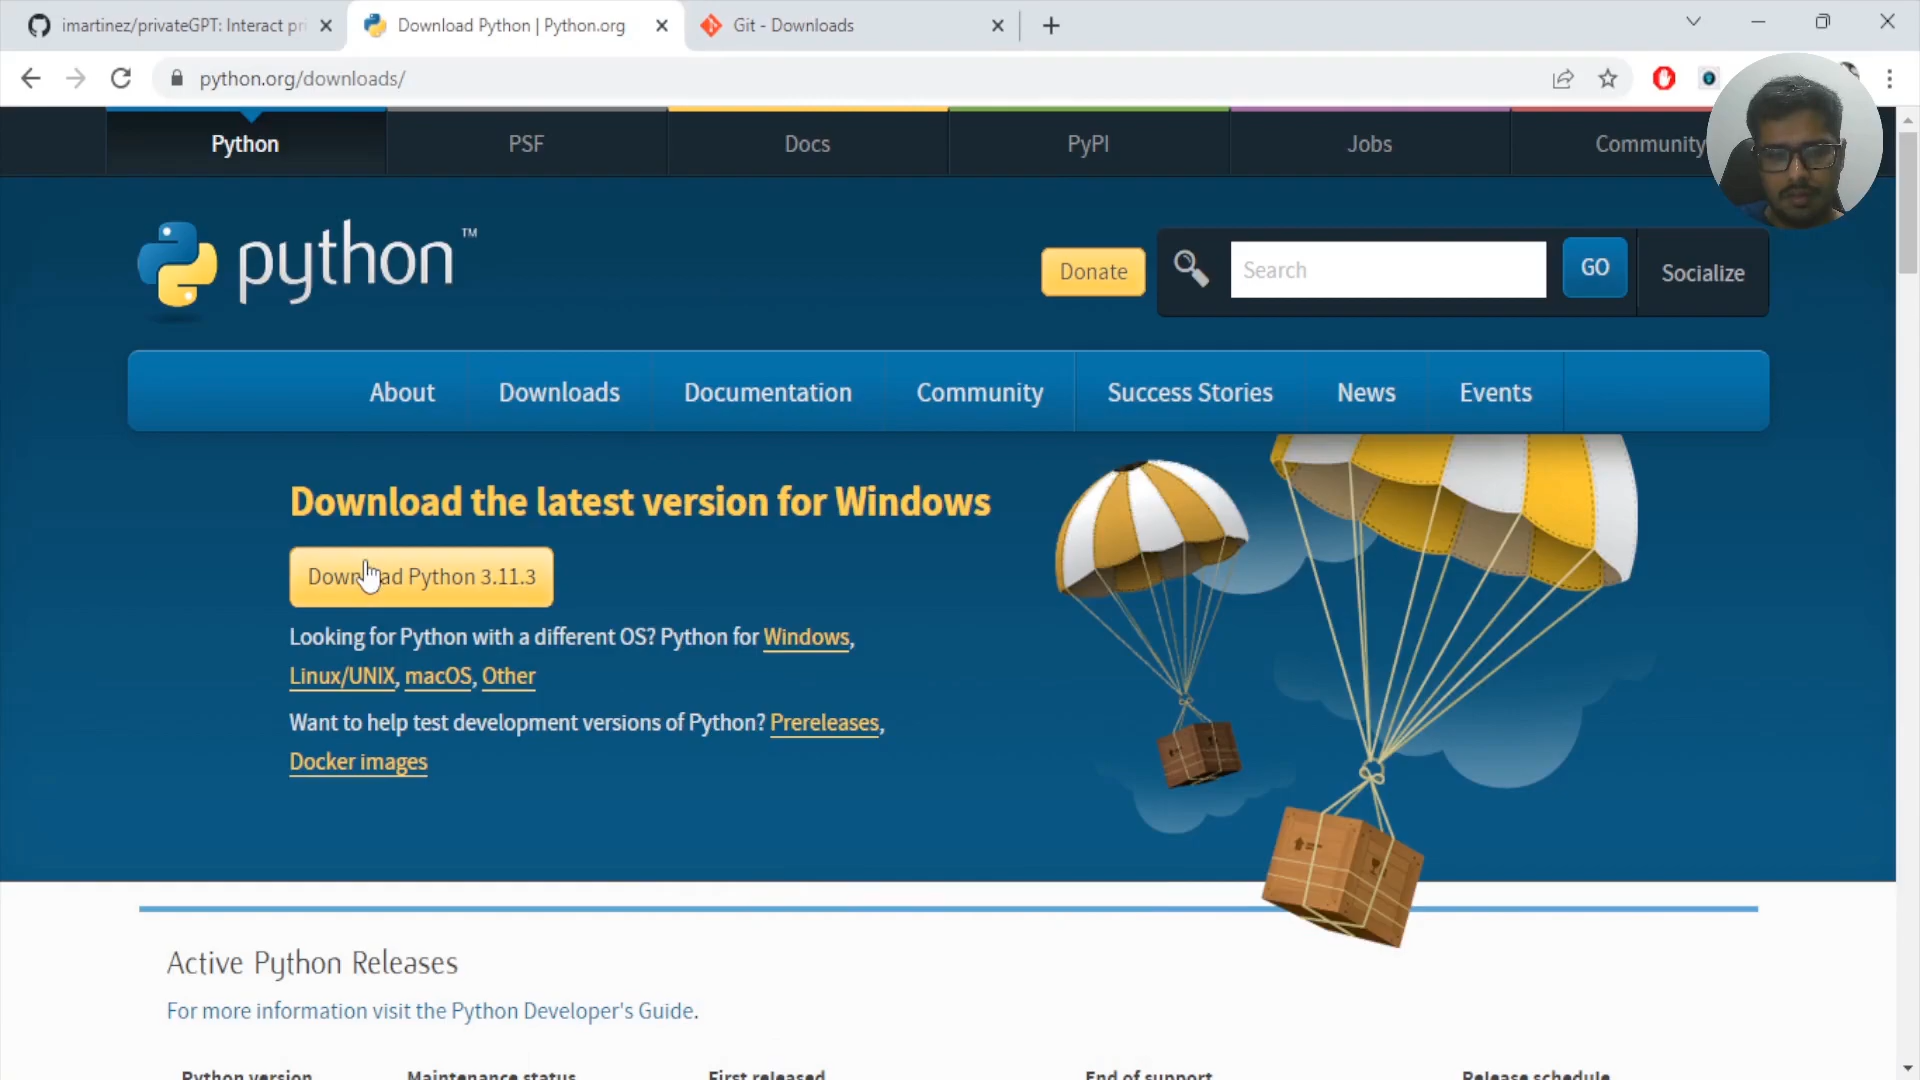 imartinez/privateGPT: Interact pri
Download Python | Python.org
Git - Downloads
python.org/downloads/
Python
PSF
Docs
PyPI
Jobs
Community
python™
Donate
Search
GO
Socialize
About
Downloads
Documentation
Community
Success Stories
News
Events
Download the latest version for Windows
Download Python 3.11.3
Looking for Python with a different OS? Python for Windows,
Linux/UNIX, macOS, Other
Want to help test development versions of Python? Prereleases,
Docker images
Active Python Releases
For more information visit the Python Developer's Guide.
Python version
Maintenance status
First released
End of support
Release schedule